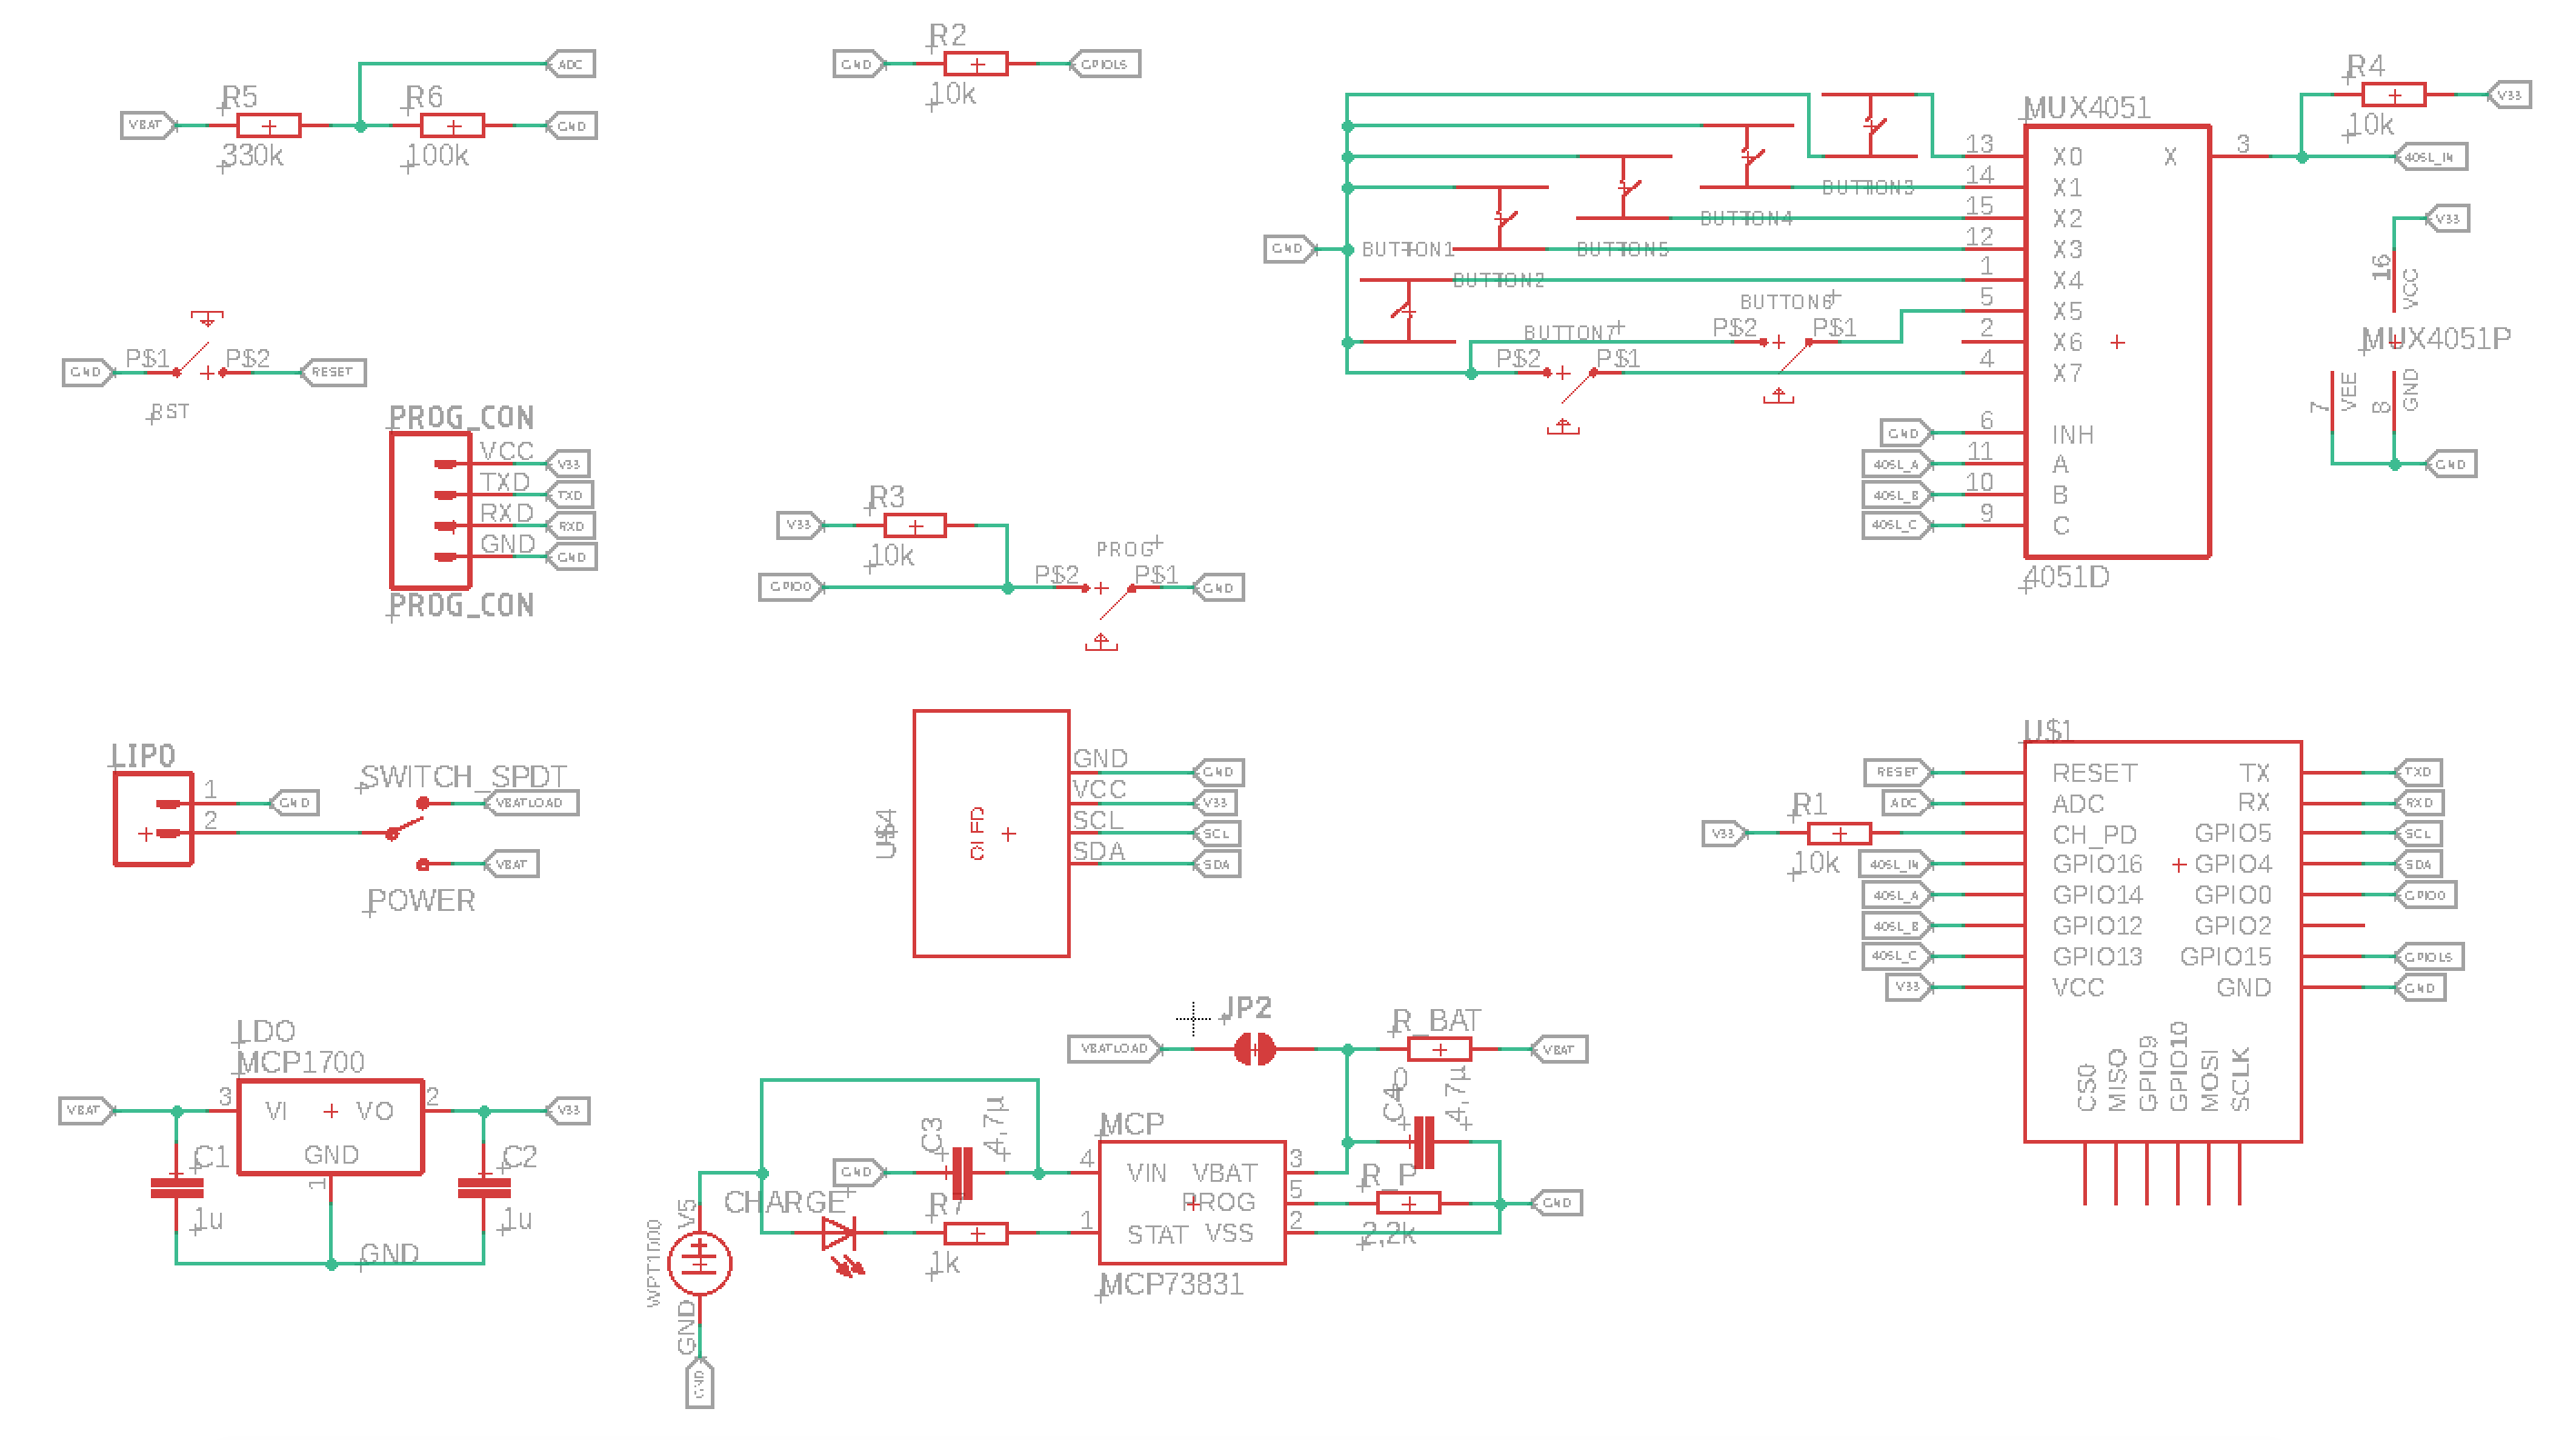 R5
330k
R6
100k
VBAT
ADC
GND
R2
10k
GND
GPIO15
GND
P$1
P$2
RESET
RST
PROG_CON
VCC
V33
TXD
TXD
RXD
RXD
GND
GND
PROG_CON
R3
10k
V33
GPIO0
PROG
P$2
P$1
GND
GND
BUTTON1
BUTTON2
BUTTON3
BUTTON4
BUTTON5
BUTTON6
P$2
P$1
BUTTON7
P$2
P$1
MUX4051
13 X0
14 X1
15 X2
12 X3
1 X4
5 X5
2 X6
4 X7
X 3
GND 6 INH
4051_A 11 A
4051_B 10 B
4051_C 9 C
4051D
R4
10k
V33
4051_IN
V33
16 VCC
MUX4051P
7 VEE
8 GND
GND
LIPO
1 GND
2
SWITCH_SPDT
VBATLOAD
VBAT
POWER
U$4
OLED
GND GND
VCC V33
SCL SCL
SDA SDA
U$1
RESET RESET TX TXD
ADC ADC RX RXD
V33 R1 10k CH_PD GPIO5 SCL
4051_IN GPIO16 GPIO4 SDA
4051_A GPIO14 GPIO0 GPIO0
4051_B GPIO12 GPIO2
4051_C GPIO13 GPIO15 GPIO15
V33 VCC GND GND
CS0
MISO
GPIO9
GPIO10
MOSI
SCLK
LDO
MCP1700
VBAT 3 VI VO 2 V33
GND
1
C1
1u
C2
1u
GND
VBATLOAD
JP2
R_BAT
0
VBAT
C4
4,7µ
C3
4,7µ
GND
CHARGE
R7
1k
V5
WPT1000
GND
GND
MCP
4 VIN VBAT 3
PROG 5
1 STAT VSS 2
MCP73831
R_P
2,2k
GND